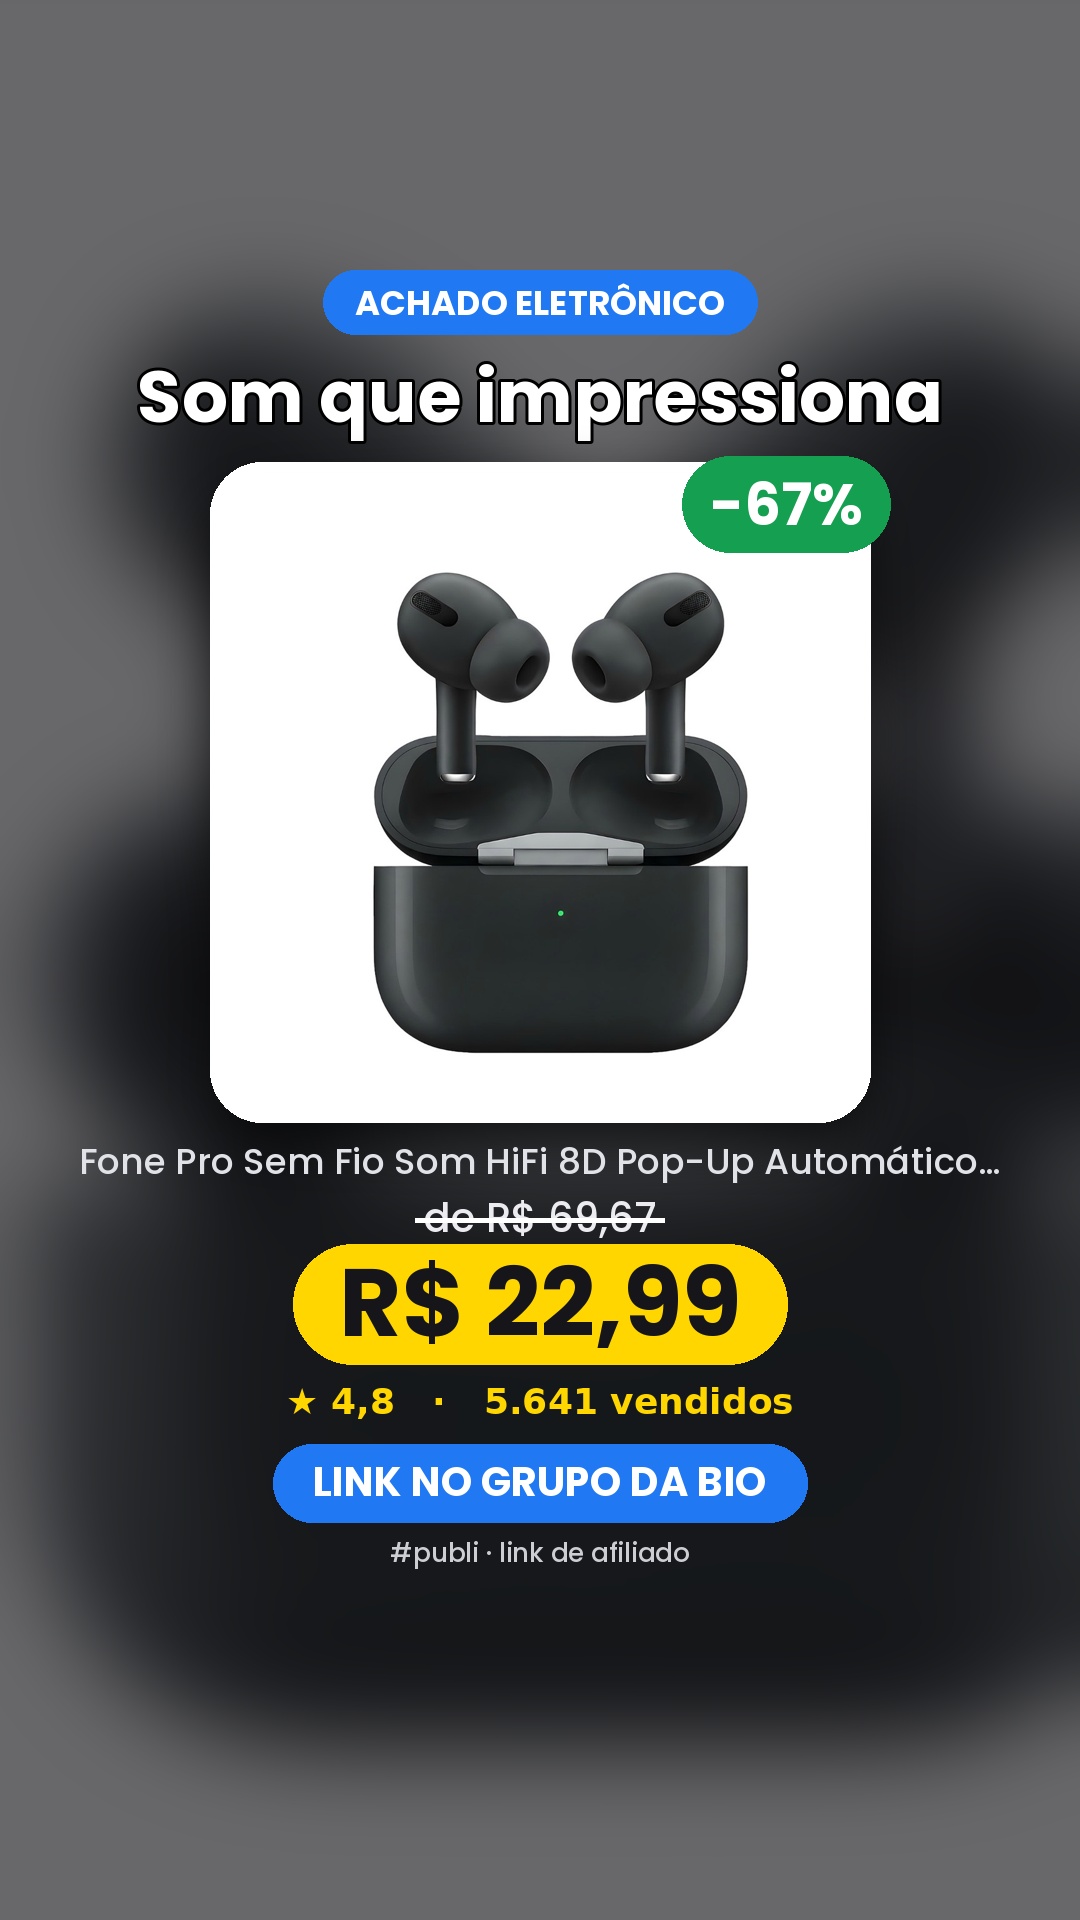 ACHADO ELETRÔNICO
Som que impressiona
-67%
Fone Pro Sem Fio Som HiFi 8D Pop-Up Automático...
de R$ 69,67
R$ 22,99
★ 4,8 · 5.641 vendidos
LINK NO GRUPO DA BIO
#publi · link de afiliado